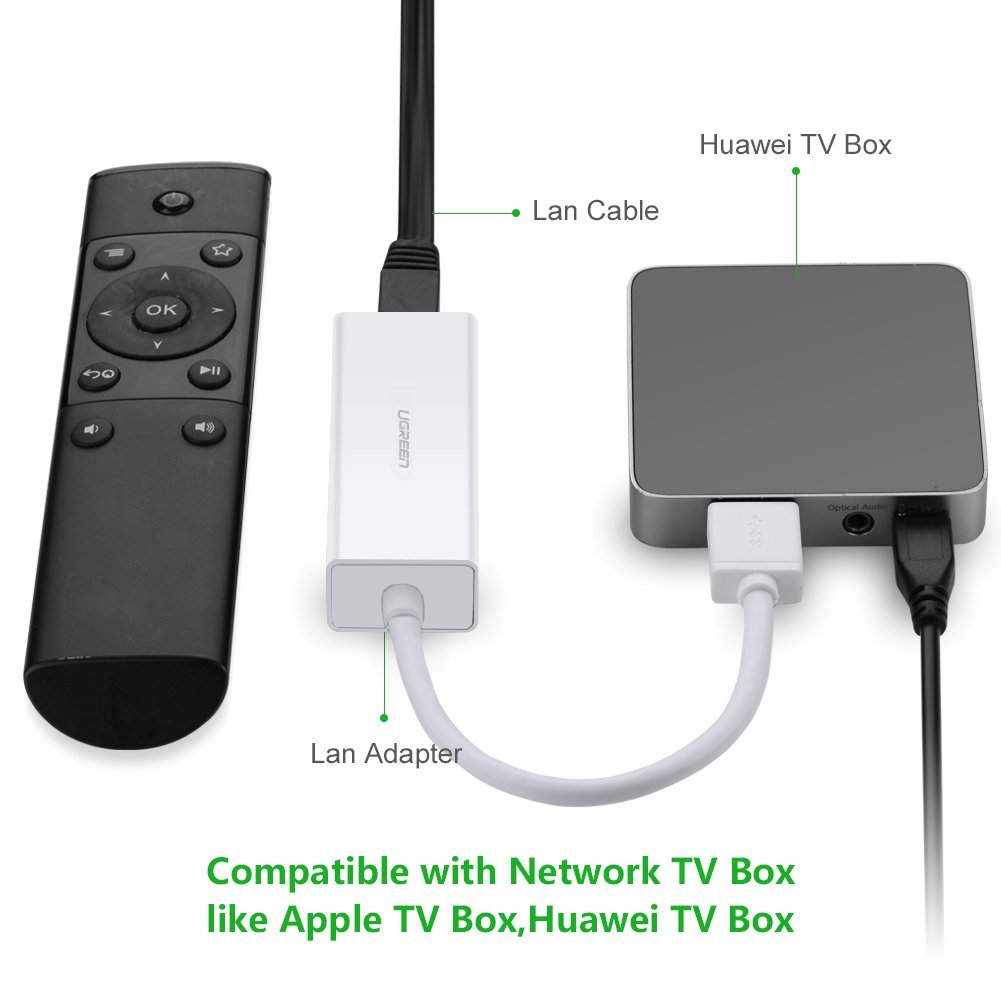 Huawei TV Box
Lan Cable
OK
UGREEN
Optical Audio
Lan Adapter
Compatible with Network TV Box
like Apple TV Box,Huawei TV Box